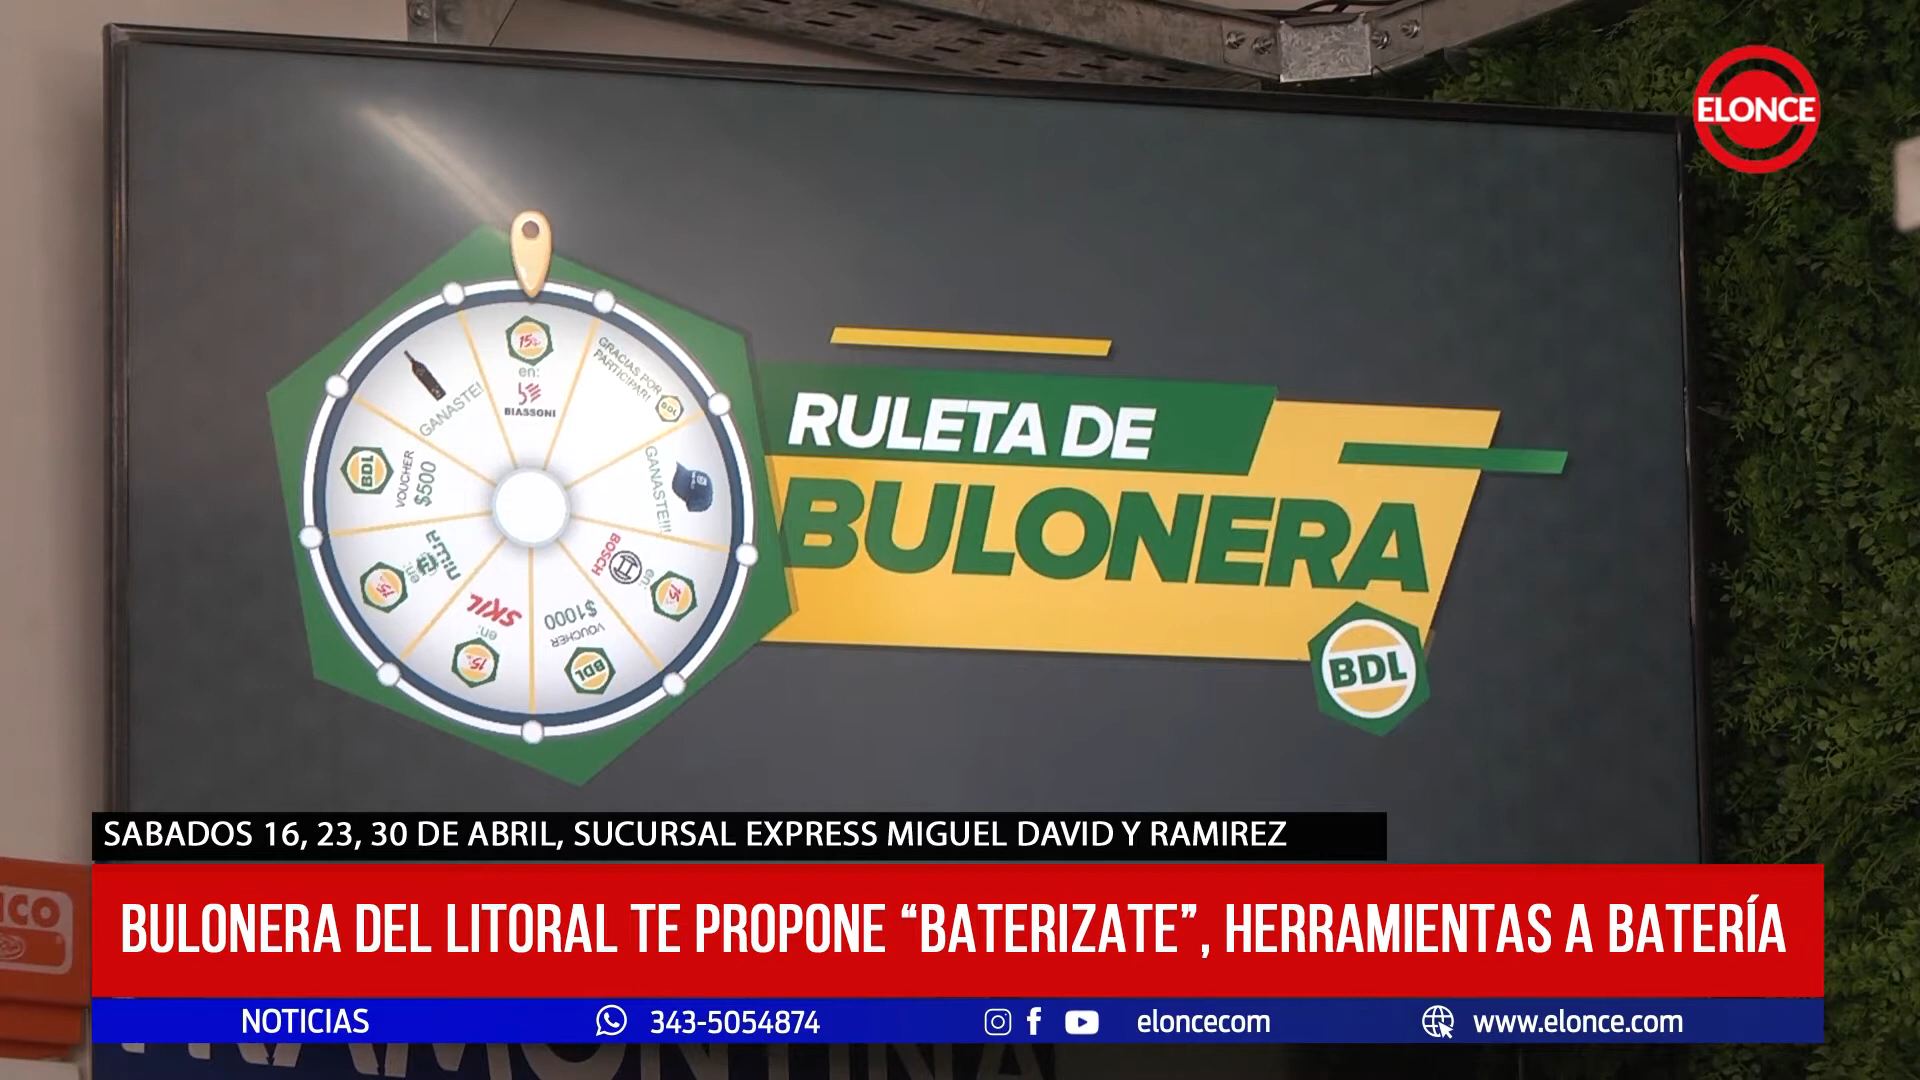 ELONCE
15%
en:
BIASSONI
GRACIAS POR
PARTICIPAR!
BDL
GANASTE!!!
15%
en:
BOSCH
VOUCHER
$1000
BDL
15%
en:
SKIL
15%
en:
BDL
VOUCHER
$500
GANASTE!
RULETA DE
BULONERA
BDL
SABADOS 16, 23, 30 DE ABRIL, SUCURSAL EXPRESS MIGUEL DAVID Y RAMIREZ
BULONERA DEL LITORAL TE PROPONE “BATERIZATE”, HERRAMIENTAS A BATERÍA
NOTICIAS
343-5054874
eloncecom
www.elonce.com